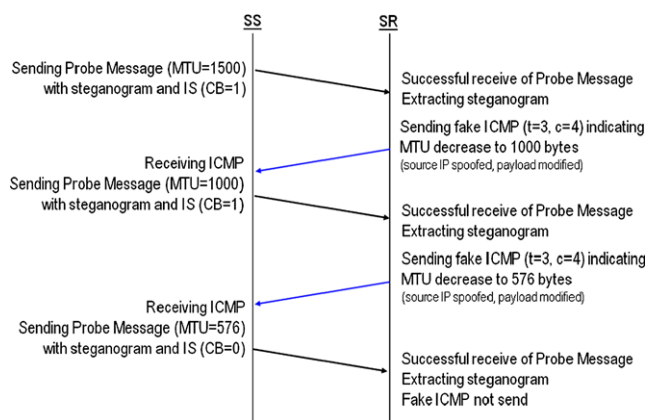 SS
SR
Sending Probe Message (MTU=1500)
with steganogram and IS (CB=1)
Successful receive of Probe Message
Extracting steganogram
Sending fake ICMP (t=3, c=4) indicating
MTU decrease to 1000 bytes
(source IP spoofed, payload modified)
Receiving ICMP
Sending Probe Message (MTU=1000)
with steganogram and IS (CB=1)
Successful receive of Probe Message
Extracting steganogram
Sending fake ICMP (t=3, c=4) indicating
MTU decrease to 576 bytes
(source IP spoofed, payload modified)
Receiving ICMP
Sending Probe Message (MTU=576)
with steganogram and IS (CB=0)
Successful receive of Probe Message
Extracting steganogram
Fake ICMP not send